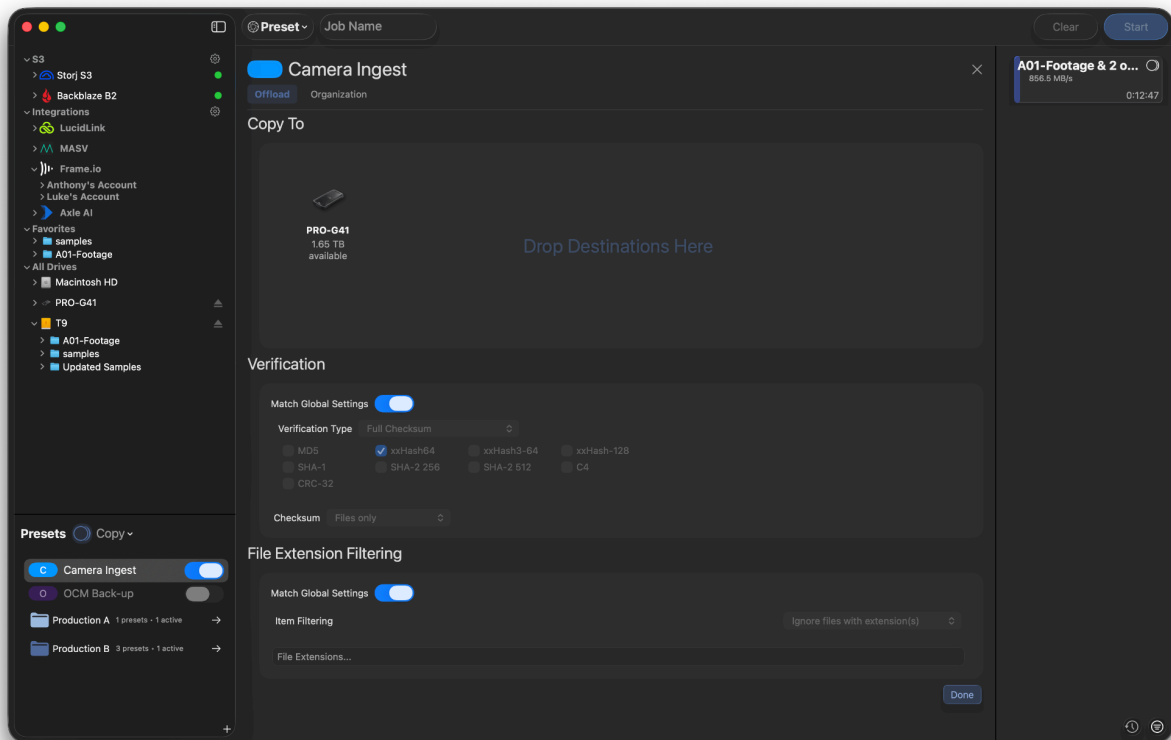 Preset
Job Name
Clear
Start
S3
Storj S3
Backblaze B2
Integrations
LucidLink
MASV
Frame.io
Anthony's Account
Luke's Account
Axle AI
Favorites
samples
A01-Footage
All Drives
Macintosh HD
PRO-G41
T9
A01-Footage
samples
Updated Samples
Presets
Copy
C
Camera Ingest
O
OCM Back-up
Production A 1 presets • 1 active
Production B 3 presets • 1 active
Camera Ingest
Offload
Organization
Copy To
PRO-G41
1.65 TB
available
Drop Destinations Here
Verification
Match Global Settings
Verification Type Full Checksum
MD5 xxHash64 xxHash3-64 xxHash-128
SHA-1 SHA-2 256 SHA-2 512 C4
CRC-32
Checksum Files only
File Extension Filtering
Match Global Settings
Item Filtering Ignore files with extension(s)
File Extensions...
Done
A01-Footage & 2 o...
856.5 MB/s
0:12:47